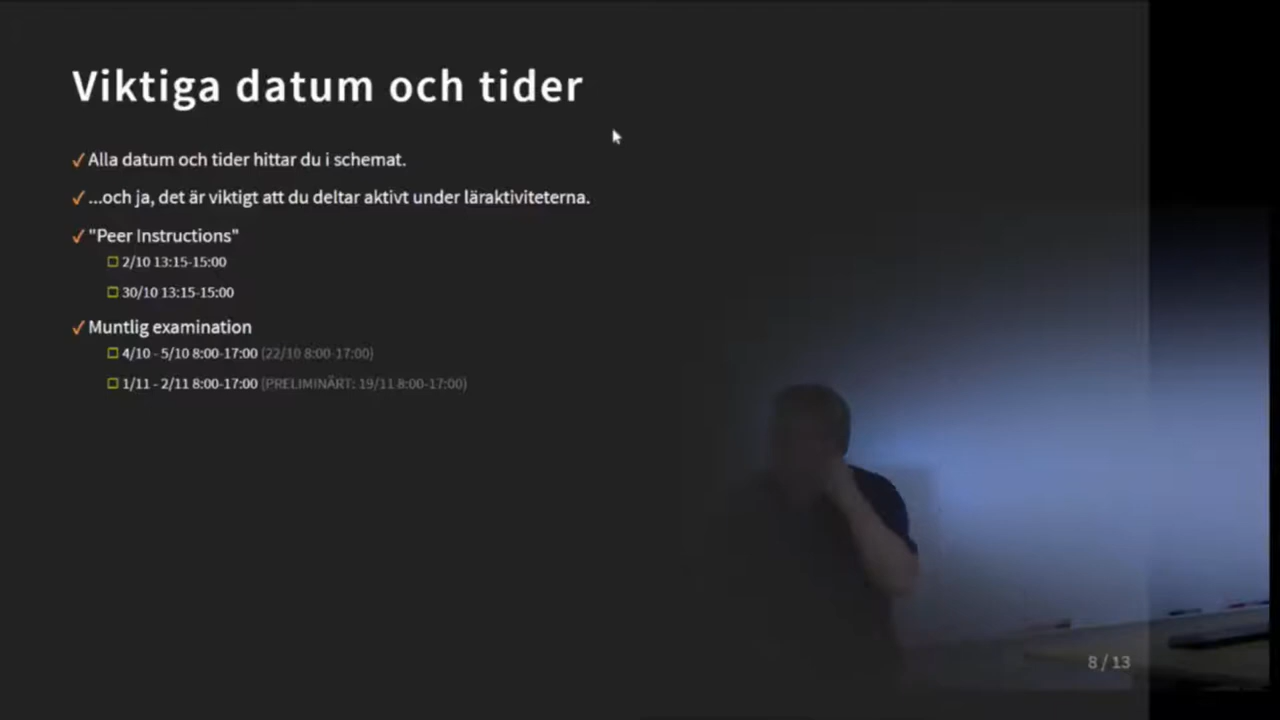 Viktiga datum och tider
✓ Alla datum och tider hittar du i schemat.
✓ ...och ja, det är viktigt att du deltar aktivt under läraktiviteterna.
✓ "Peer Instructions"
☐ 2/10 13:15-15:00
☐ 30/10 13:15-15:00
✓ Muntlig examination
☐ 4/10 - 5/10 8:00-17:00 (22/10 8:00-17:00)
☐ 1/11 - 2/11 8:00-17:00 (PRELIMINÄRT: 19/11 8:00-17:00)
8 / 13